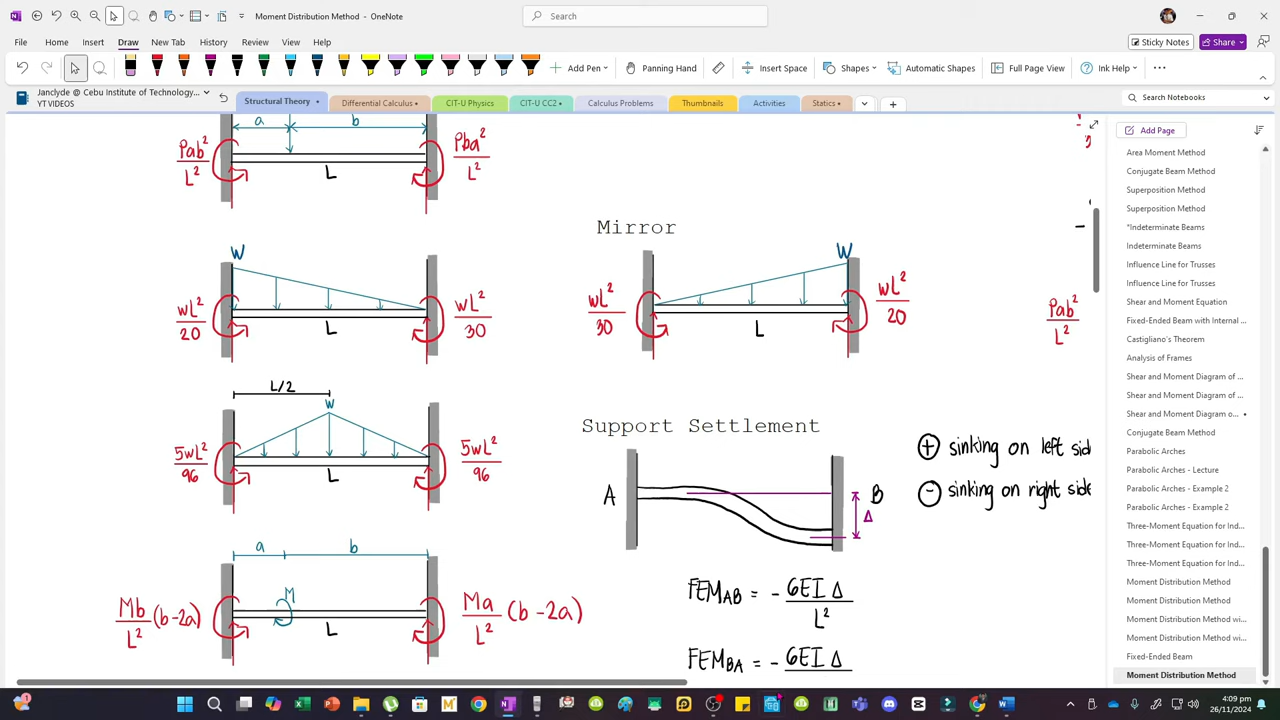 Moment Distribution Method - OneNote
Search
File Home Insert Draw New Tab History Review View Help
Sticky Notes
Share
Add Pen
Panning Hand
Insert Space
Shapes
Automatic Shapes
Full Page View
Ink Help
Janclyde @ Cebu Institute of Technology...
YT VIDEOS
Structural Theory
Differential Calculus
CIT-U Physics
CIT-U CC2
Calculus Problems
Thumbnails
Activities
Statics
Search Notebooks
Add Page
a b
Pab²
L²
Pba²
L²
L
Mirror
W
wL²
20
wL²
30
L
W
wL²
30
wL²
20
L
Pab²
L²
L/2
W
5wL²
96
5wL²
96
L
Support Settlement
A
B
Δ
+ sinking on left sid
- sinking on right side
a b
M
Mb
L²
(b-2a)
Ma
L²
(b-2a)
L
FEM_AB = - 6EIΔ
L²
FEM_BA = - 6EIΔ
Area Moment Method
Conjugate Beam Method
Superposition Method
Superposition Method
*Indeterminate Beams
Indeterminate Beams
Influence Line for Trusses
Influence Line for Trusses
Shear and Moment Equation
Fixed-Ended Beam with Internal ...
Castigliano's Theorem
Analysis of Frames
Shear and Moment Diagram of ...
Shear and Moment Diagram of ...
Shear and Moment Diagram o...
Conjugate Beam Method
Parabolic Arches
Parabolic Arches - Lecture
Parabolic Arches - Example 2
Parabolic Arches - Example 2
Three-Moment Equation for Ind...
Three-Moment Equation for Ind...
Three-Moment Equation for Ind...
Moment Distribution Method
Moment Distribution Method
Moment Distribution Method wi...
Moment Distribution Method wi...
Fixed-Ended Beam
Moment Distribution Method
4:09 pm
26/11/2024